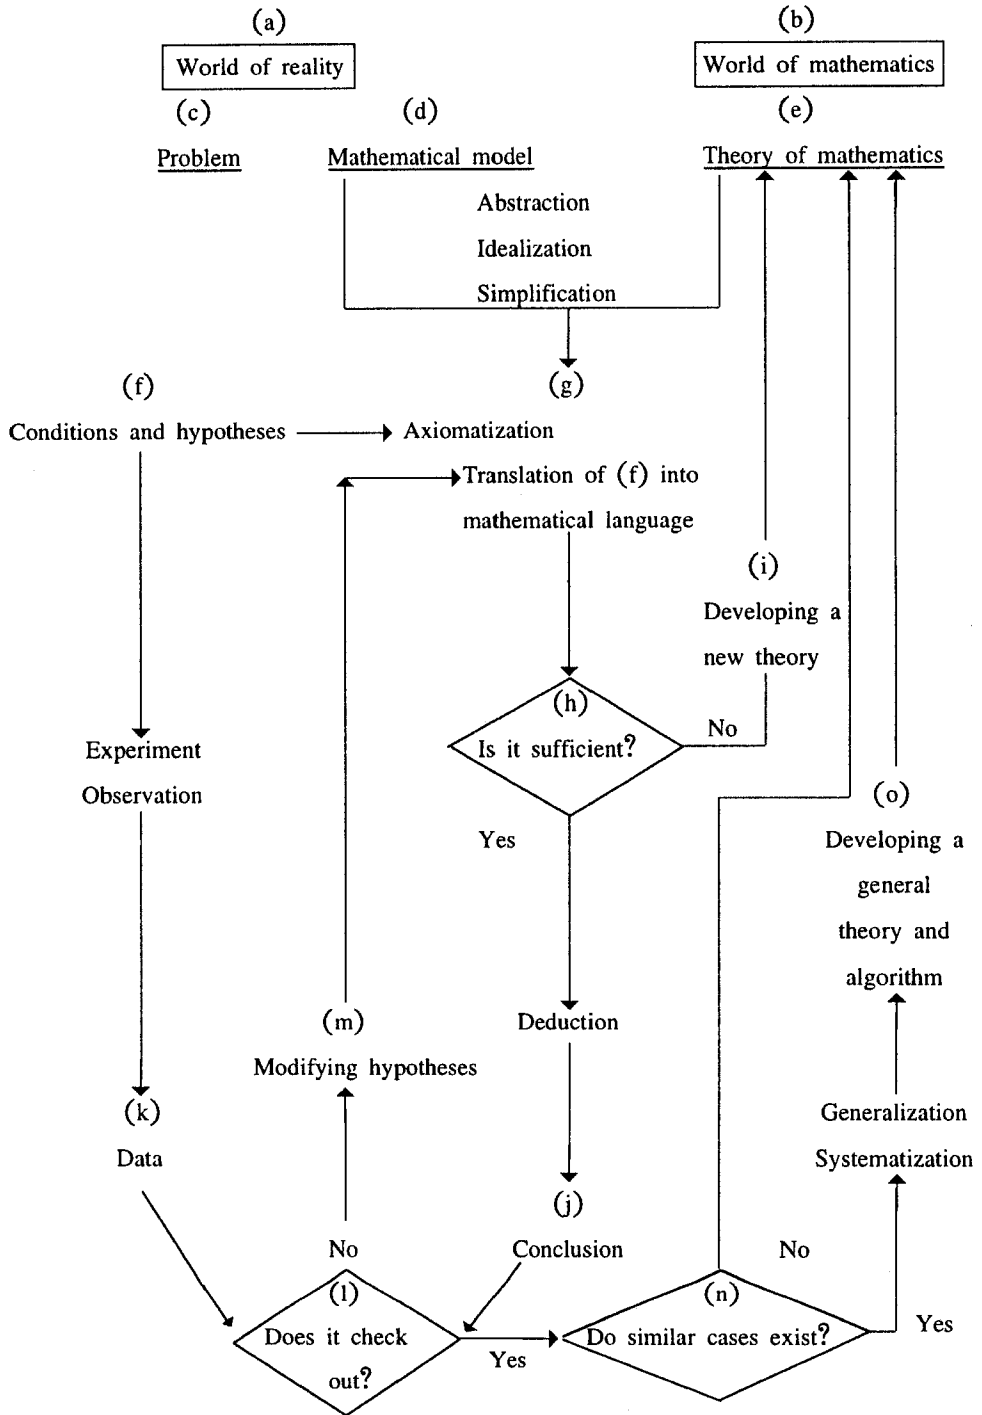 (a)
(b)
World of reality
World of mathematics
(c)
(d)
(e)
Problem
Mathematical model
Theory of mathematics
Abstraction
Idealization
Simplification
(f)
(g)
Conditions and hypotheses
Axiomatization
Translation of (f) into
mathematical language
(i)
Developing a
new theory
(h)
Is it sufficient?
No
Experiment
Observation
Yes
(o)
Developing a
general
theory and
algorithm
(m)
Modifying hypotheses
Deduction
(k)
Data
Generalization
Systematization
(j)
Conclusion
No
No
(l)
Does it check
out?
Yes
(n)
Do similar cases exist?
Yes